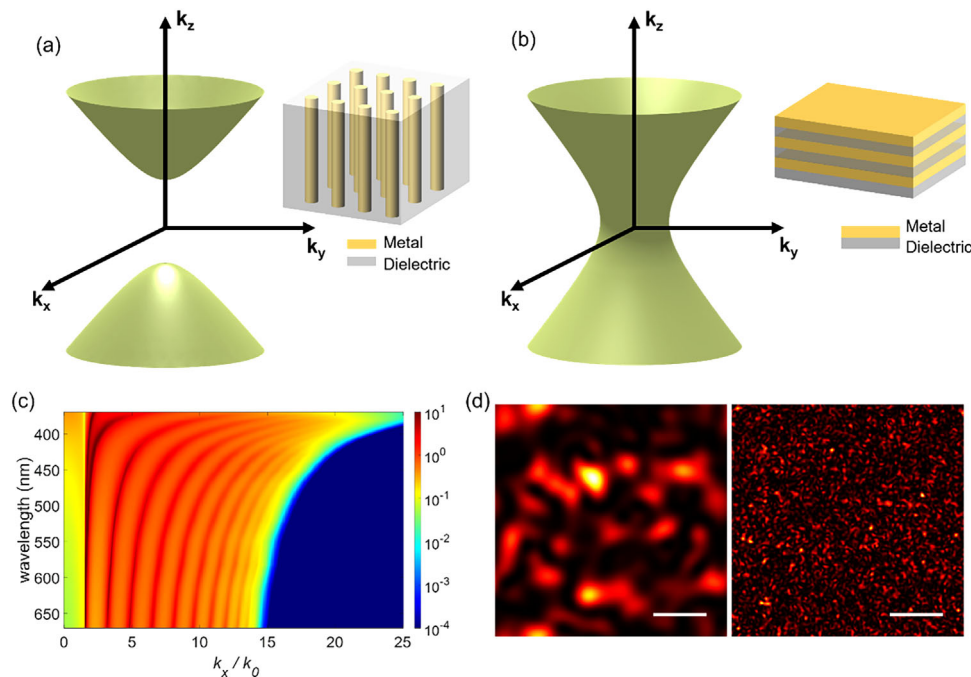 (a)
k_z
k_y
k_x
Metal
Dielectric
(b)
k_z
k_y
k_x
Metal
Dielectric
(c)
wavelength (nm)
400
450
500
550
600
650
0
5
10
15
20
25
k_x / k_0
10^1
10^0
10^-1
10^-2
10^-3
10^-4
(d)